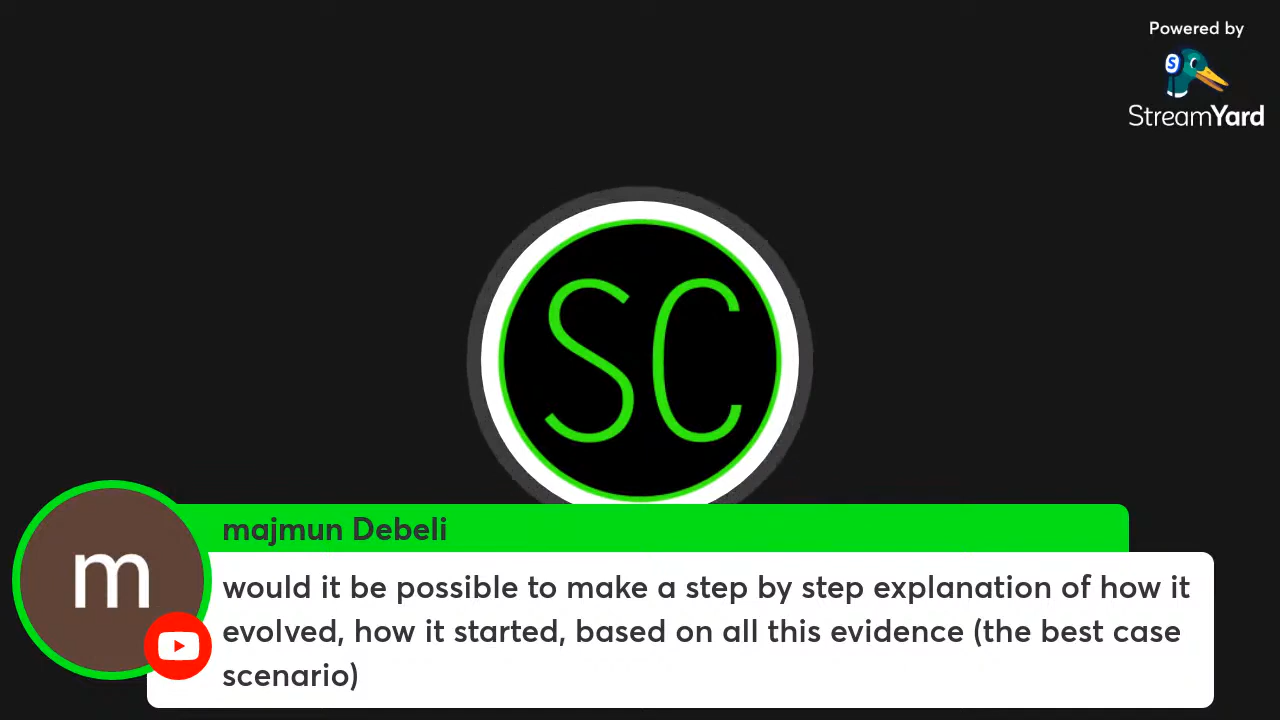 Powered by
S
StreamYard
SC
majmun Debeli
m
would it be possible to make a step by step explanation of how it
evolved, how it started, based on all this evidence (the best case
scenario)